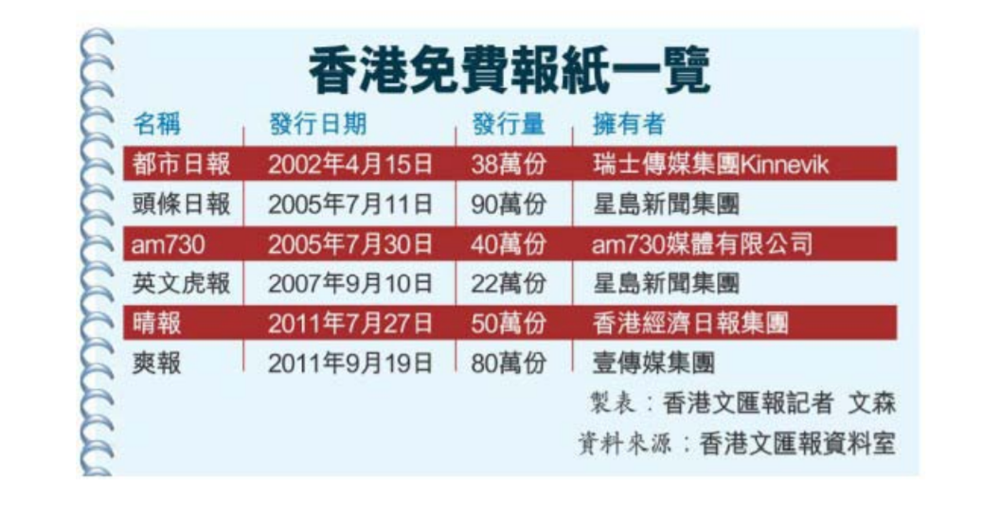 香港免費報紙一覽
名稱 發行日期 發行量 擁有者
都市日報 2002年4月15日 38萬份 瑞士傳媒集團Kinnevik
頭條日報 2005年7月11日 90萬份 星島新聞集團
am730 2005年7月30日 40萬份 am730媒體有限公司
英文虎報 2007年9月10日 22萬份 星島新聞集團
晴報 2011年7月27日 50萬份 香港經濟日報集團
爽報 2011年9月19日 80萬份 壹傳媒集團
製表：香港文匯報記者 文森
資料來源：香港文匯報資料室